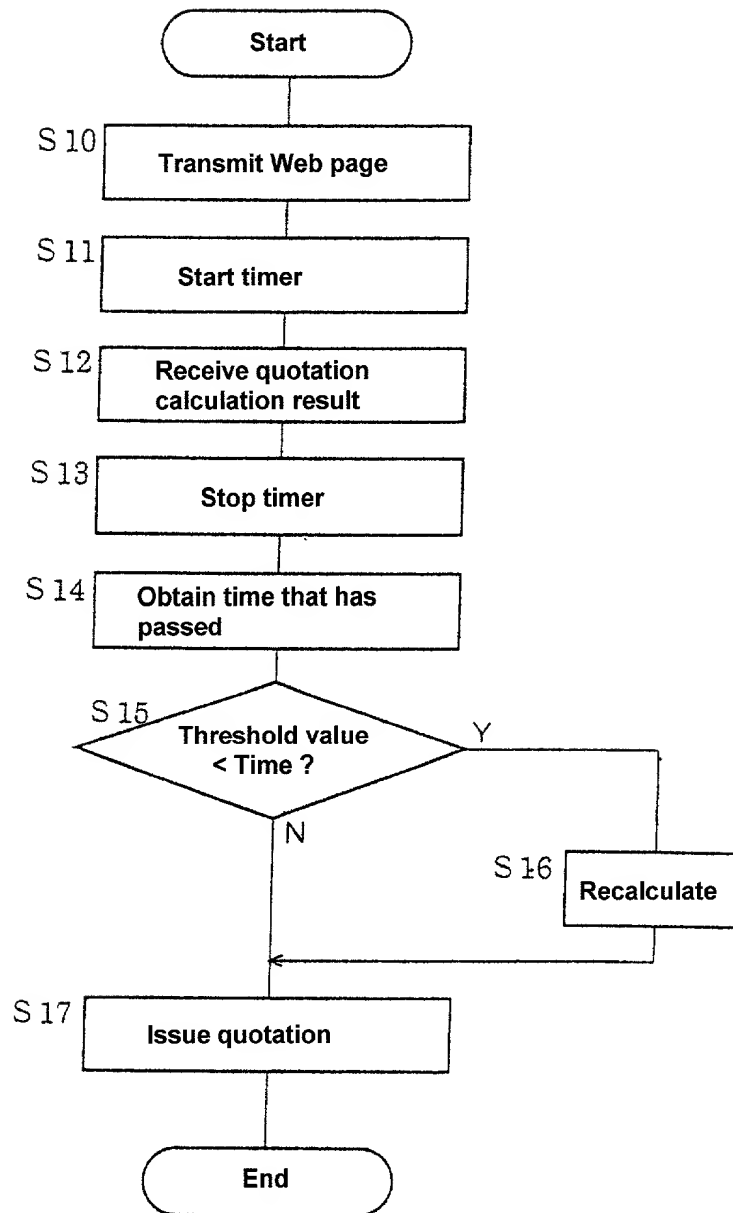 Start
S 10
Transmit Web page
S 11
Start timer
S 12
Receive quotation
calculation result
S 13
Stop timer
S 14
Obtain time that has
passed
S 15
Threshold value
< Time ?
Y
N
S 16
Recalculate
S 17
Issue quotation
End